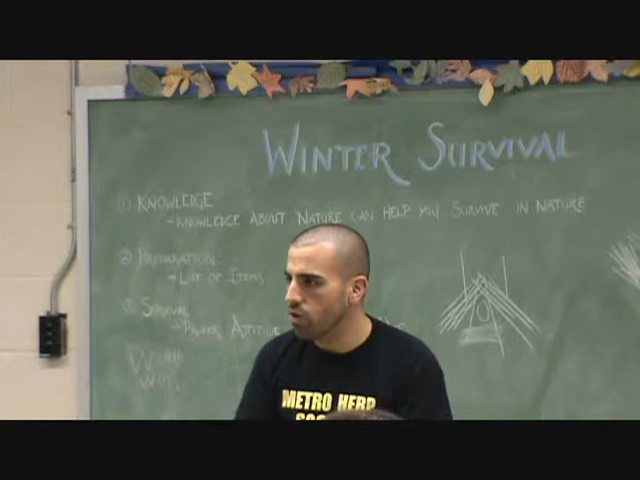 WINTER SURVIVAL
① KNOWLEDGE
- KNOWLEDGE ABOUT NATURE CAN HELP YOU SURVIVE IN NATURE
② PREPARATION:
- LIST OF ITEMS
③ SURVIVAL
- PROPER ATTITUDE
METRO HERP